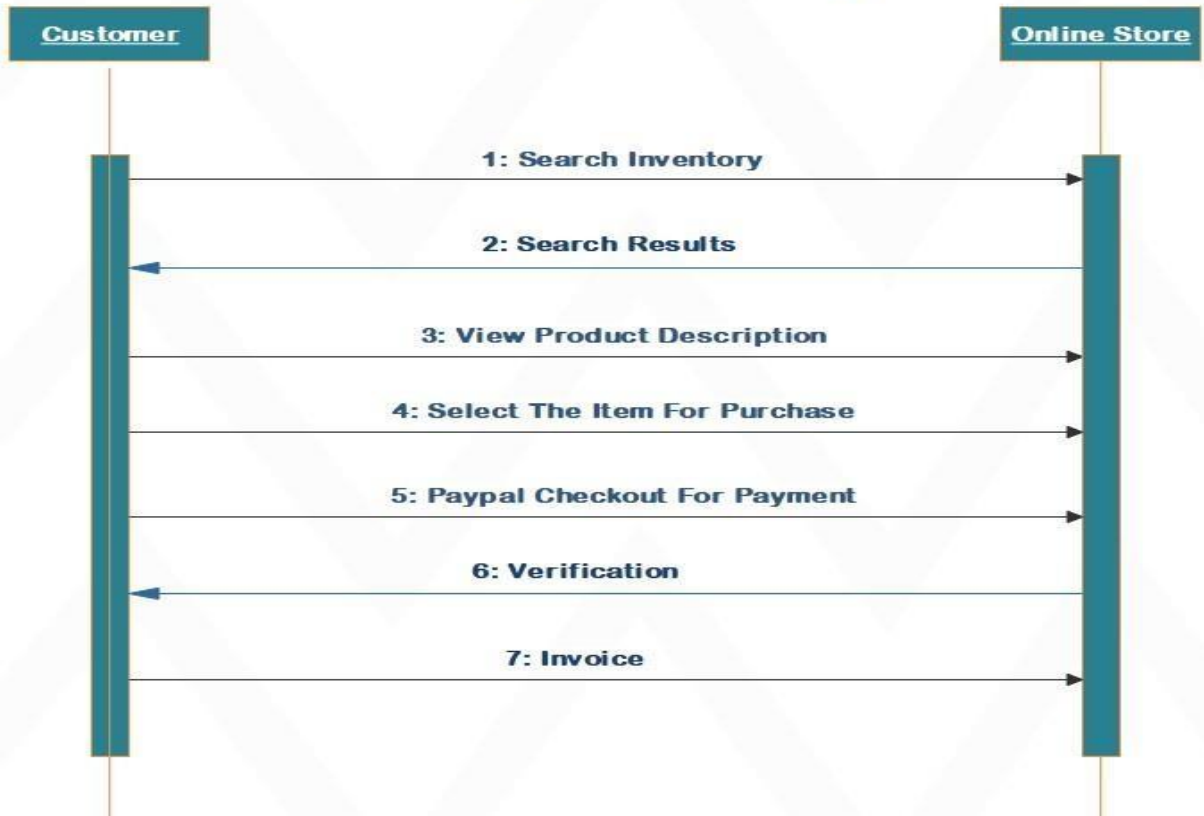 Customer
Online Store
1: Search Inventory
2: Search Results
3: View Product Description
4: Select The Item For Purchase
5: Paypal Checkout For Payment
6: Verification
7: Invoice